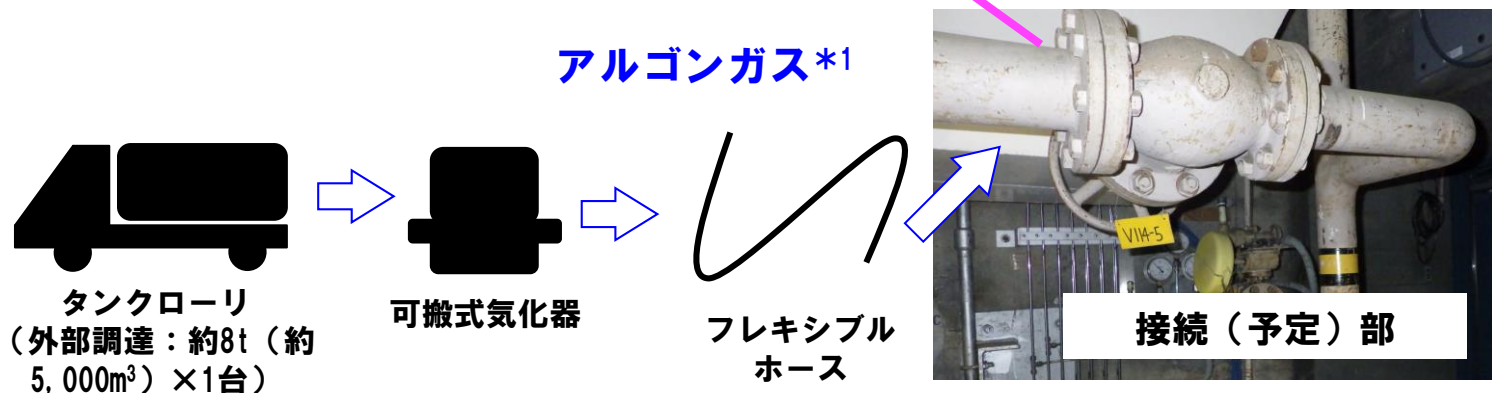 アルゴンガス*1
V114-5
タンクローリ
（外部調達：約8t（約
5,000m³）×1台）
可搬式気化器
フレキシブル
ホース
接続（予定）部